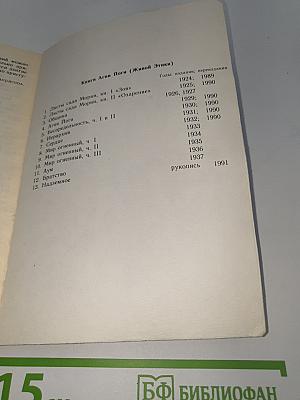 Книги Агни Йоги (Живой Этики)
Годы издания; переиздания
1. Листы сада Мории, кн. I «Зов» 1924; 1989
2. Листы сада Мории, кн. II «Озарение» 1925; 1990
3. Община 1926, 1927
4. Агни Йога 1929; 1990
5. Беспредельность, ч. I и II 1930; 1990
6. Иерархия 1931; 1990
7. Сердце 1932; 1990
8. Мир огненный, ч. I 1933
9. Мир огненный, ч. II 1934
10. Мир огненный, ч. III 1935
11. Аум 1936
12. Братство 1937
13. Надземное рукопись 1991
15
БФ БИБЛИОФАН